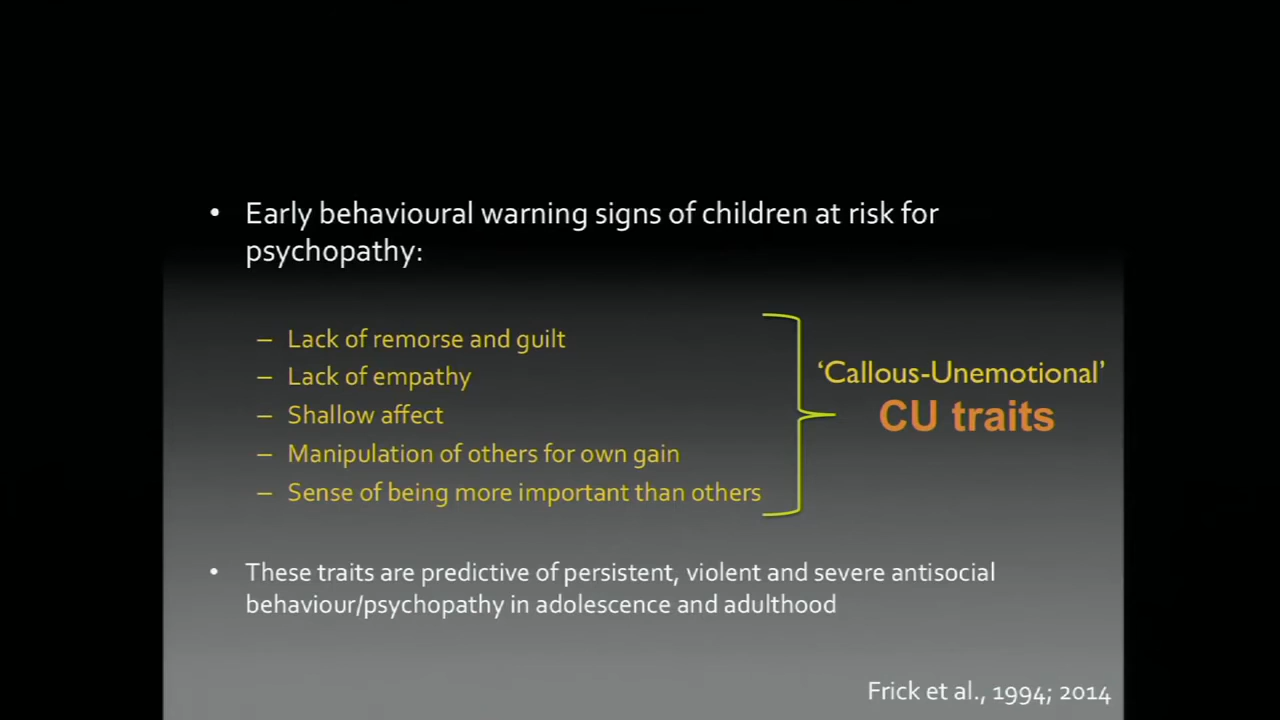 • Early behavioural warning signs of children at risk for
psychopathy:
– Lack of remorse and guilt
– Lack of empathy
– Shallow affect
– Manipulation of others for own gain
– Sense of being more important than others
‘Callous-Unemotional’
CU traits
• These traits are predictive of persistent, violent and severe antisocial
behaviour/psychopathy in adolescence and adulthood
Frick et al., 1994; 2014